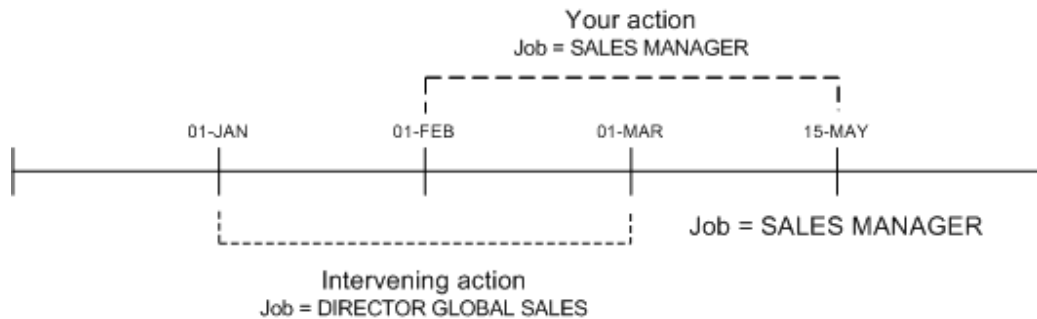 Your action
Job = SALES MANAGER
01-JAN 01-FEB 01-MAR 15-MAY
Job = SALES MANAGER
Intervening action
Job = DIRECTOR GLOBAL SALES